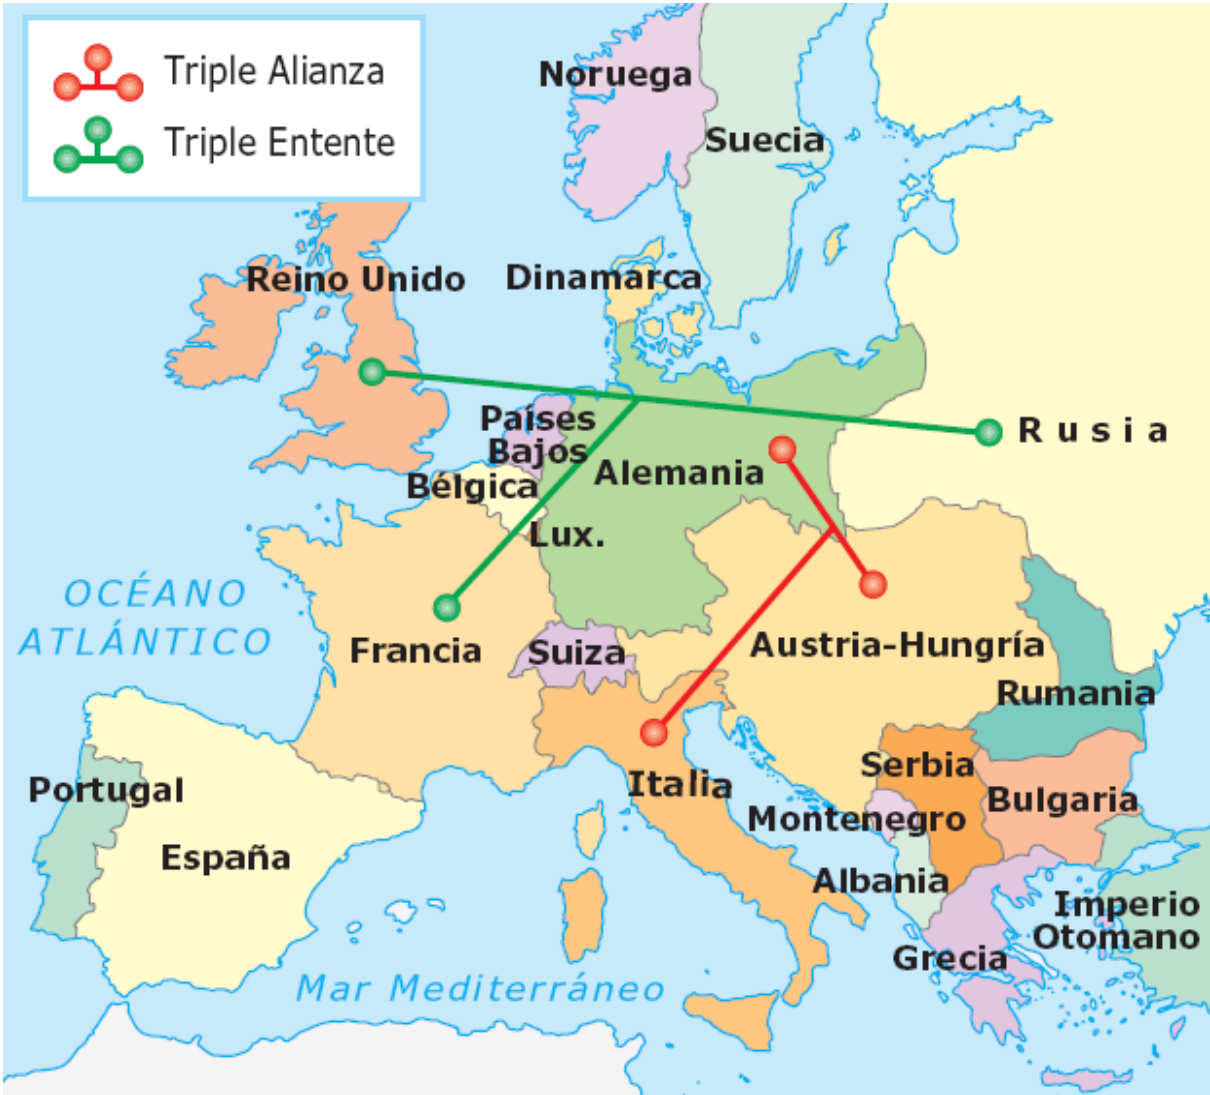 Triple Alianza
Triple Entente
Noruega
Suecia
Reino Unido
Dinamarca
Países
Bajos
Rusia
Alemania
Bélgica
Lux.
OCÉANO
ATLÁNTICO
Francia
Suiza
Austria-Hungría
Rumania
Serbia
Italia
Portugal
Bulgaria
Montenegro
España
Albania
Imperio
Otomano
Grecia
Mar Mediterráneo